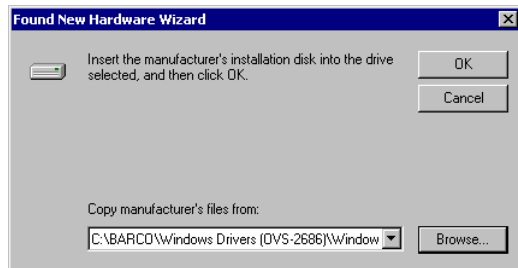 Found New Hardware Wizard
Insert the manufacturer's installation disk into the drive
selected, and then click OK.
OK
Cancel
Copy manufacturer's files from:
C:\BARCO\Windows Drivers (OVS-2686)\Window
Browse...